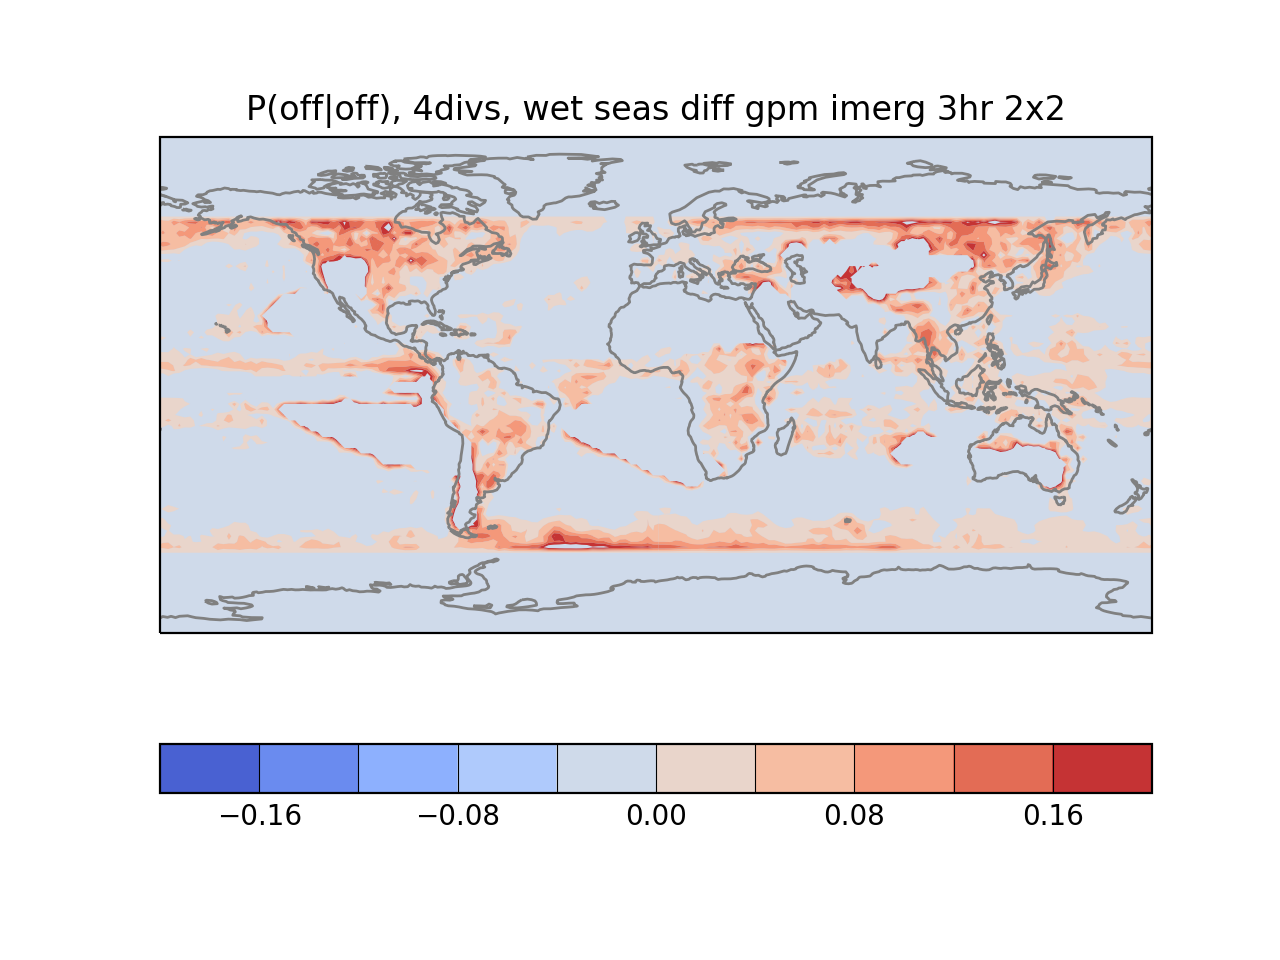 P(off|off), 4divs, wet seas diff gpm imerg 3hr 2x2
−0.16 −0.08 0.00 0.08 0.16